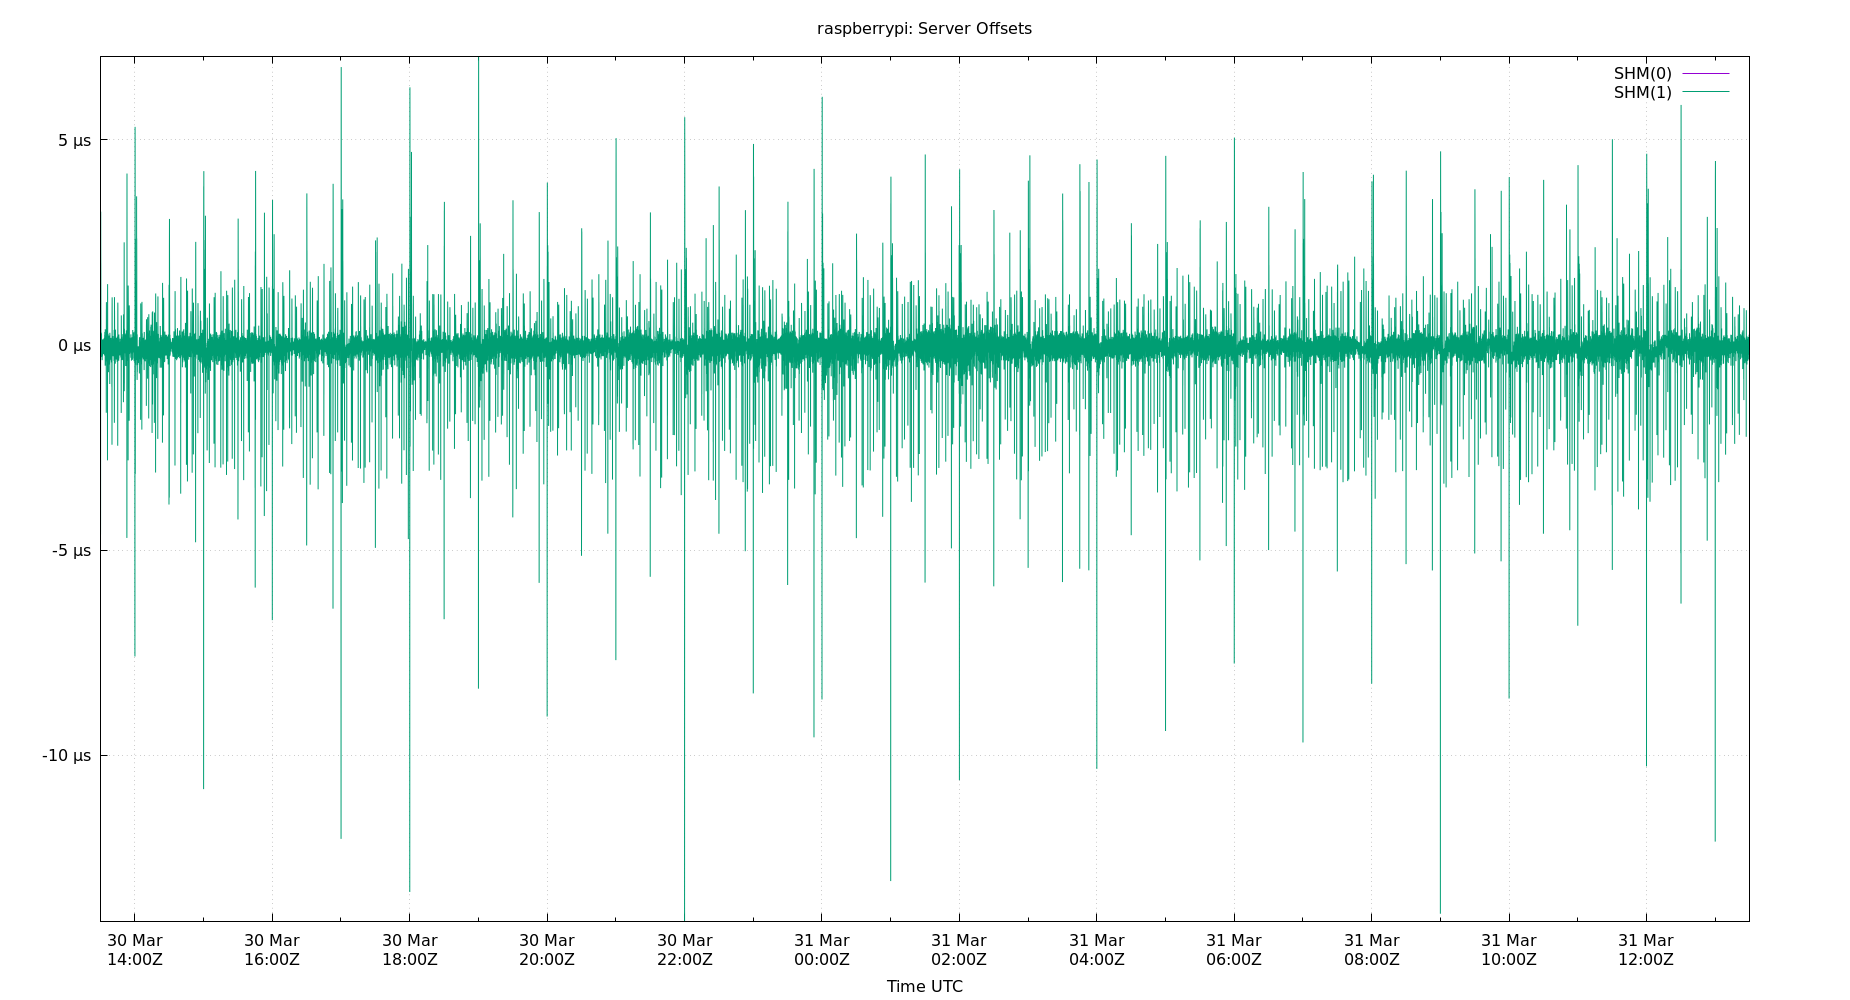 raspberrypi: Server Offsets
SHM(0)
SHM(1)
5 µs
0 µs
-5 µs
-10 µs
30 Mar 30 Mar 30 Mar 30 Mar 30 Mar 31 Mar 31 Mar 31 Mar 31 Mar 31 Mar 31 Mar 31 Mar
14:00Z 16:00Z 18:00Z 20:00Z 22:00Z 00:00Z 02:00Z 04:00Z 06:00Z 08:00Z 10:00Z 12:00Z
Time UTC